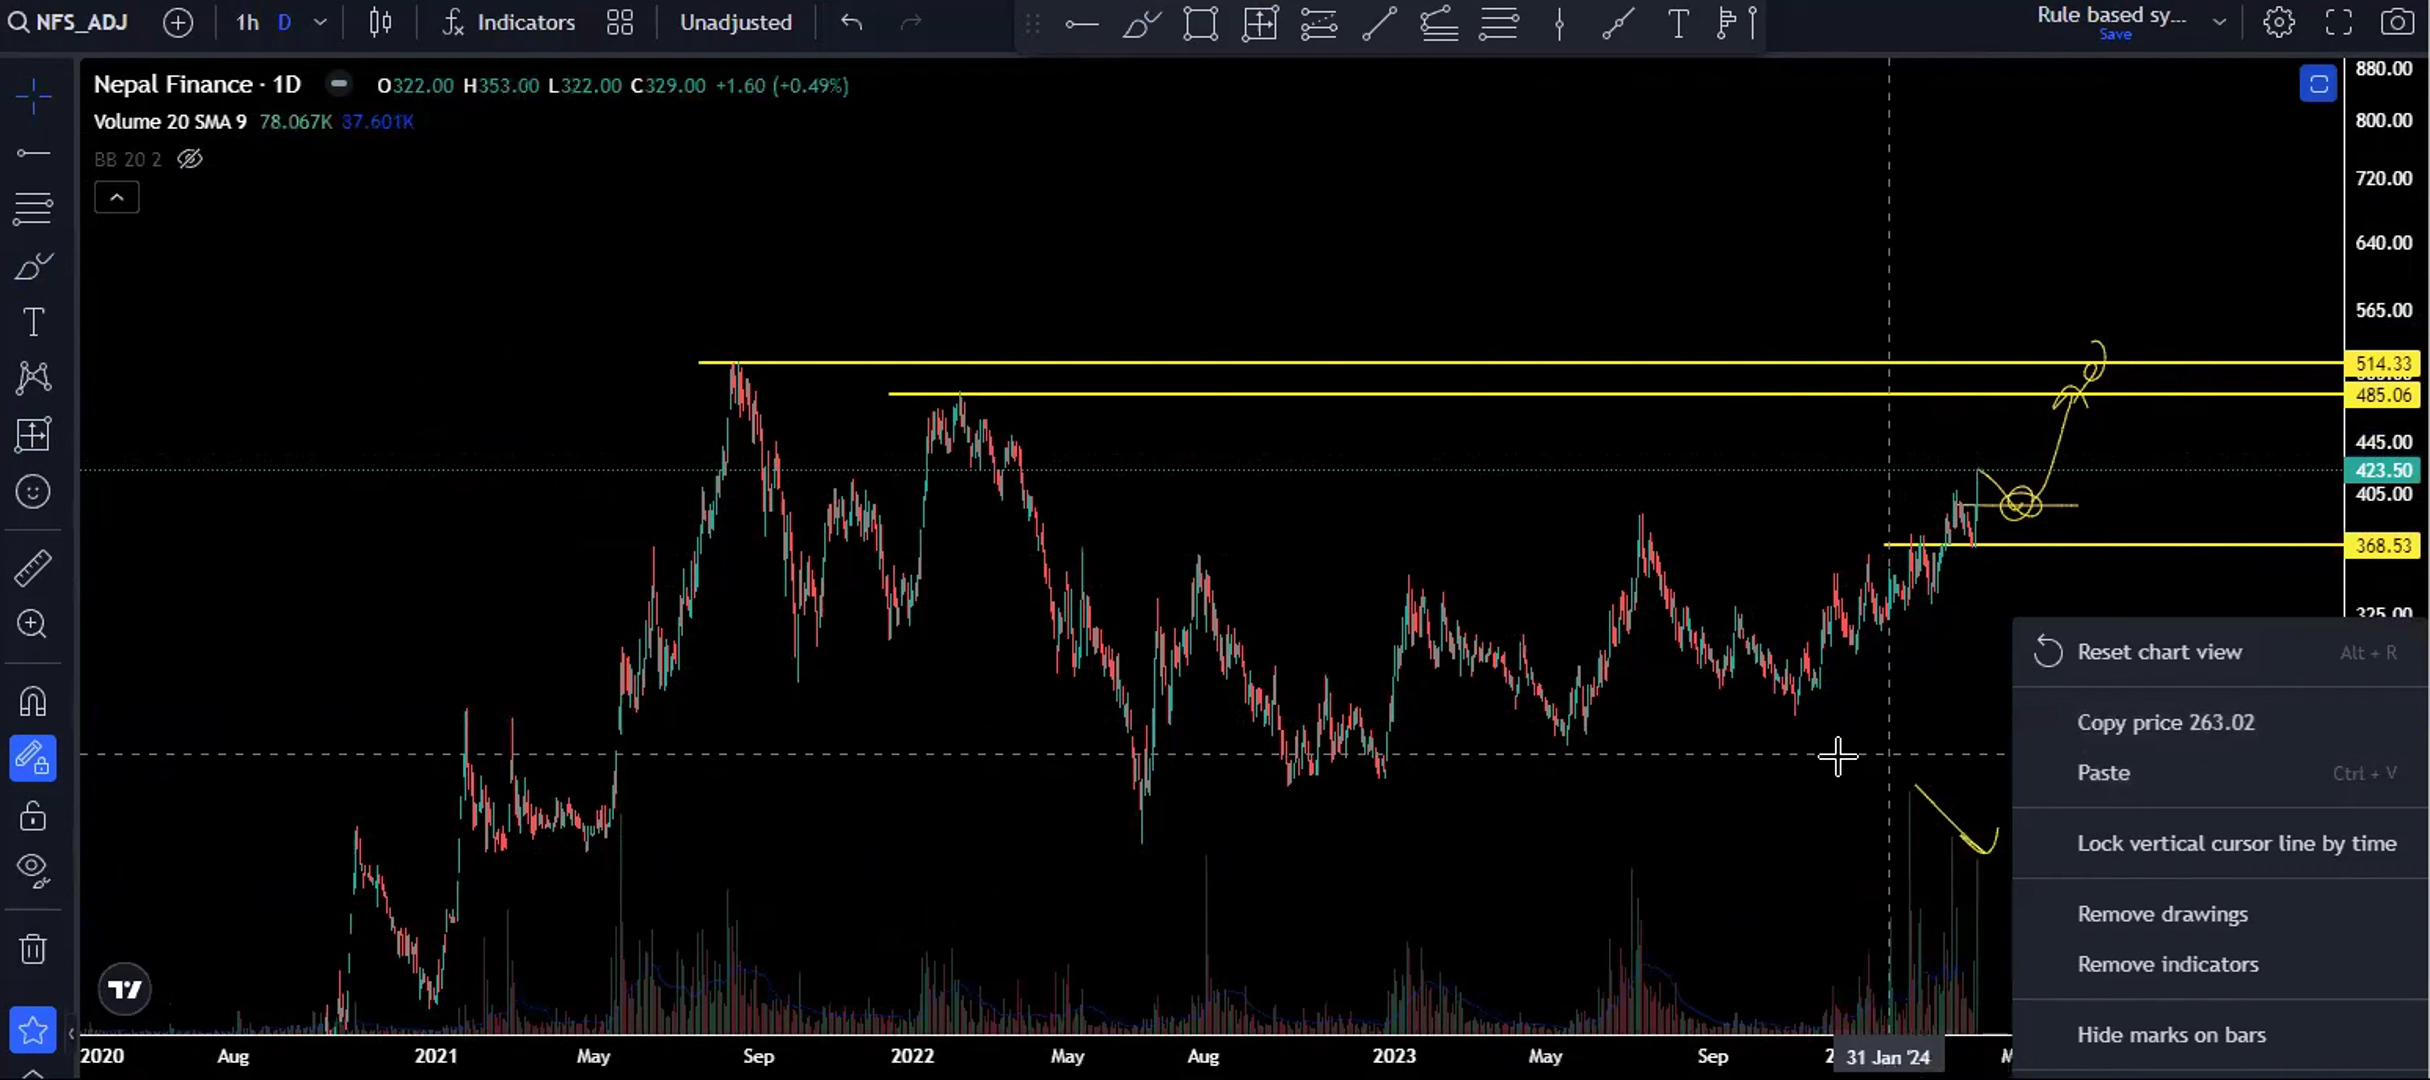 NFS_ADJ 1h D Indicators Unadjusted Rule based sy...
Save
Nepal Finance · 1D O322.00 H353.00 L322.00 C329.00 +1.60 (+0.49%)
Volume 20 SMA 9 78.067K 37.601K
BB 20 2
880.00
800.00
720.00
640.00
565.00
514.33
485.06
445.00
423.50
405.00
368.53
325.00
Reset chart view Alt + R
Copy price 263.02
Paste Ctrl + V
Lock vertical cursor line by time
Remove drawings
Remove indicators
Hide marks on bars
2020 Aug 2021 May Sep 2022 May Aug 2023 May Sep 31 Jan '24